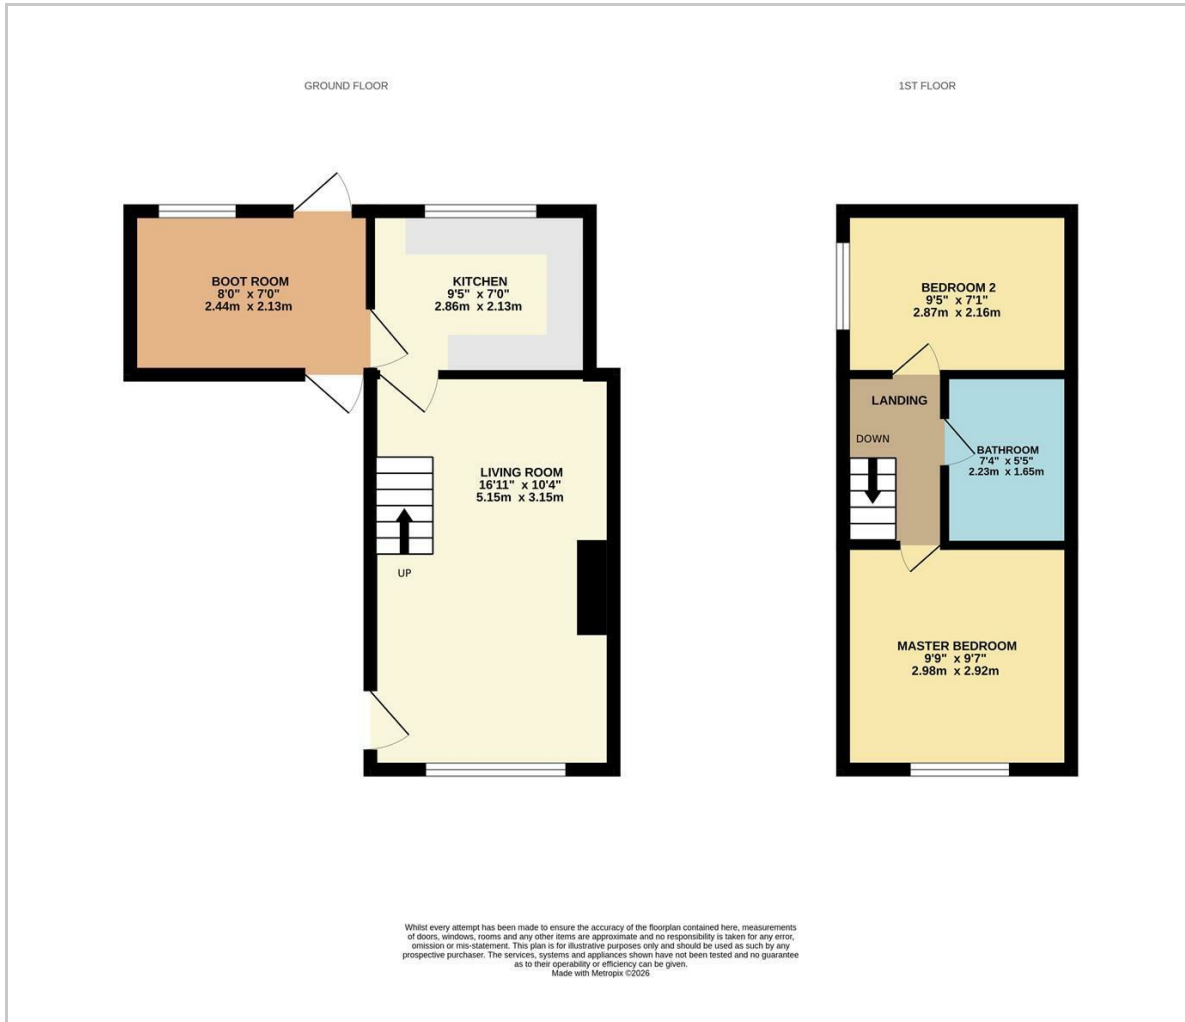 GROUND FLOOR
1ST FLOOR
BOOT ROOM
8'0" x 7'0"
2.44m x 2.13m
KITCHEN
9'5" x 7'0"
2.86m x 2.13m
LIVING ROOM
16'11" x 10'4"
5.15m x 3.15m
UP
BEDROOM 2
9'5" x 7'1"
2.87m x 2.16m
LANDING
DOWN
BATHROOM
7'4" x 5'5"
2.23m x 1.65m
MASTER BEDROOM
9'9" x 9'7"
2.98m x 2.92m
Whilst every attempt has been made to ensure the accuracy of the floorplan contained here, measurements
of doors, windows, rooms and any other items are approximate and no responsibility is taken for any error,
omission or mis-statement. This plan is for illustrative purposes only and should be used as such by any
prospective purchaser. The services, systems and appliances shown have not been tested and no guarantee
as to their operability or efficiency can be given.
Made with Metropix ©2026